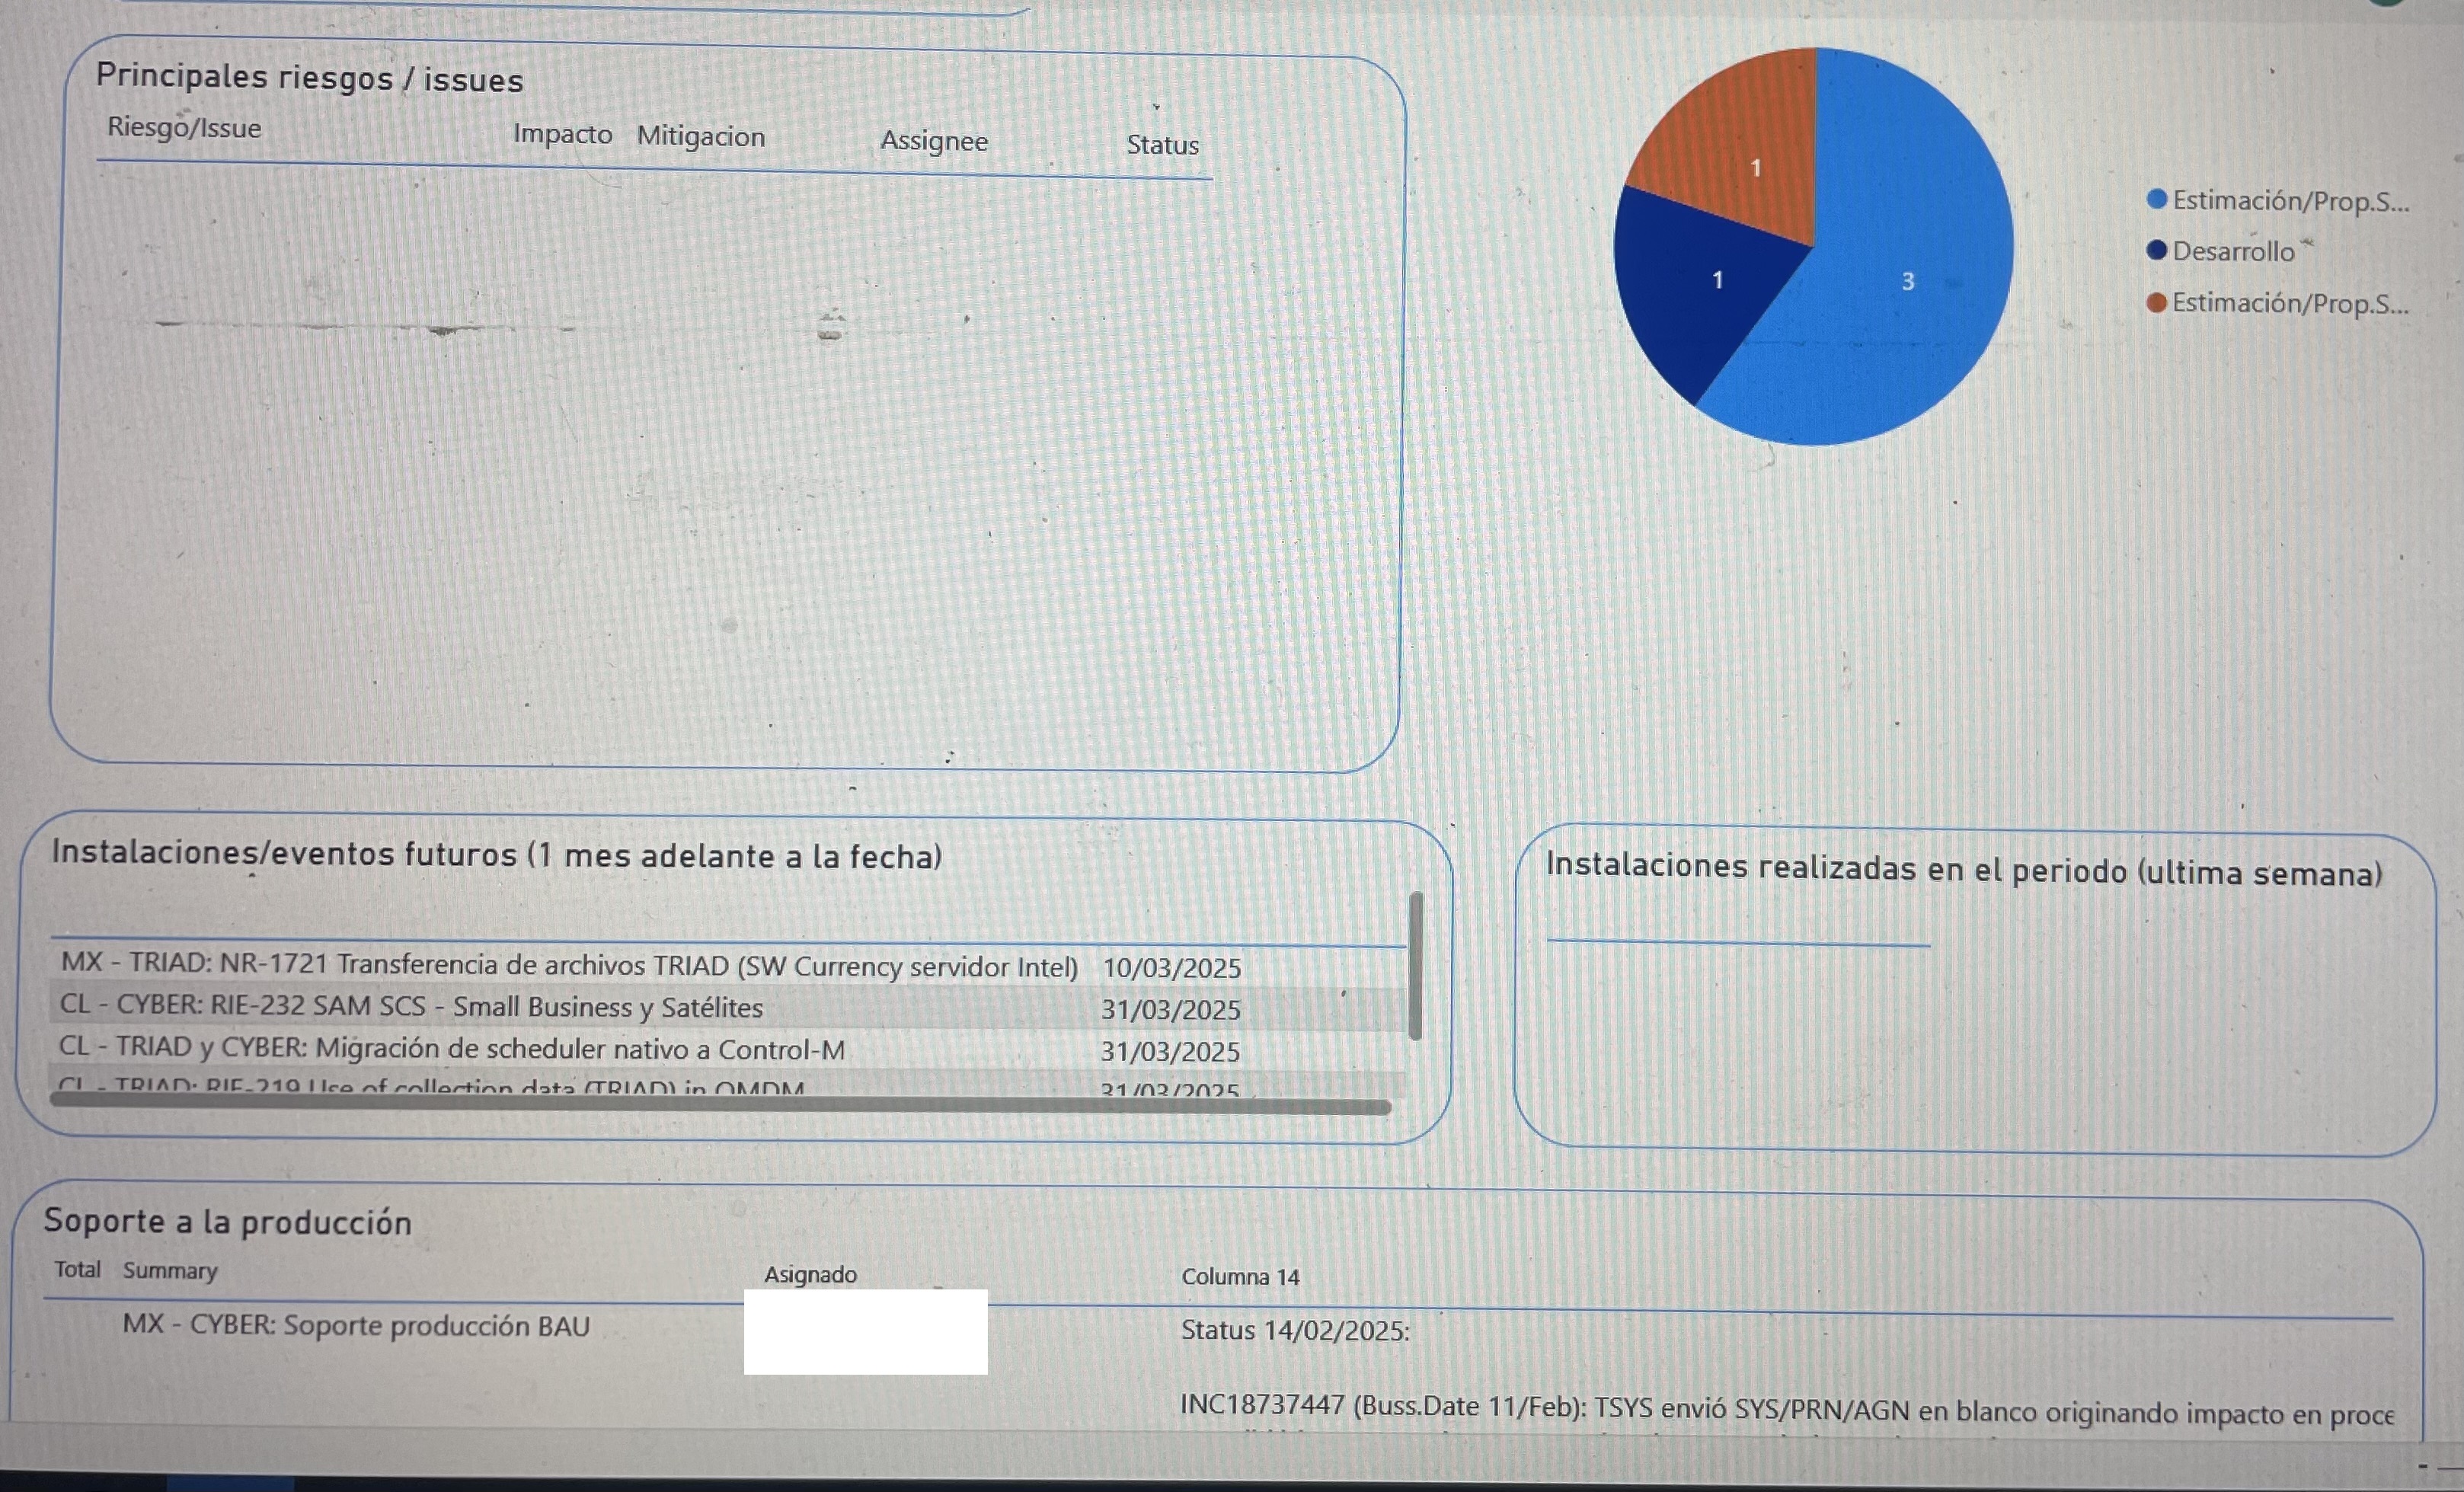 Principales riesgos / issues
Riesgo/Issue Impacto Mitigacion Assignee Status
1
1
3
Estimación/Prop.S...
Desarrollo
Estimación/Prop.S...
Instalaciones/eventos futuros (1 mes adelante a la fecha)
MX - TRIAD: NR-1721 Transferencia de archivos TRIAD (SW Currency servidor Intel) 10/03/2025
CL - CYBER: RIE-232 SAM SCS - Small Business y Satélites 31/03/2025
CL - TRIAD y CYBER: Migración de scheduler nativo a Control-M 31/03/2025
CL - TRIAD: RIE-219 Use of collection data (TRIAD) in OMDM 31/03/2025
Instalaciones realizadas en el periodo (ultima semana)
Soporte a la producción
Total Summary Asignado Columna 14
MX - CYBER: Soporte producción BAU Status 14/02/2025:
INC18737447 (Buss.Date 11/Feb): TSYS envió SYS/PRN/AGN en blanco originando impacto en proce